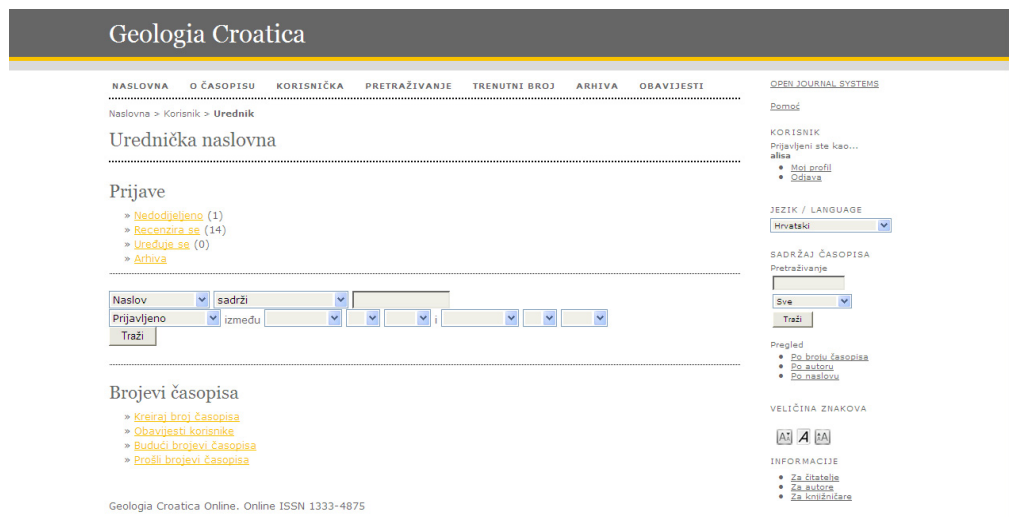 Geologia Croatica
NASLOVNA O ČASOPISU KORISNIČKA PRETRAŽIVANJE TRENUTNI BROJ ARHIVA OBAVIJESTI
Naslovna > Korisnik > Urednik
Urednička naslovna
Prijave
» Nedodijeljeno (1)
» Recenzira se (14)
» Uređuje se (0)
» Arhiva
Naslov sadrži
Prijavljeno između i
Traži
Brojevi časopisa
» Kreiraj broj časopisa
» Obavijesti korisnike
» Budući brojevi časopisa
» Prošli brojevi časopisa
Geologia Croatica Online. Online ISSN 1333-4875
OPEN JOURNAL SYSTEMS
Pomoć
KORISNIK
Prijavljeni ste kao...
alisa
Moj profil
Odjava
JEZIK / LANGUAGE
Hrvatski
SADRŽAJ ČASOPISA
Pretraživanje
Sve
Traži
Pregled
Po broju časopisa
Po autoru
Po naslovu
VELIČINA ZNAKOVA
A A A
INFORMACIJE
Za čitatelje
Za autore
Za knjižničare